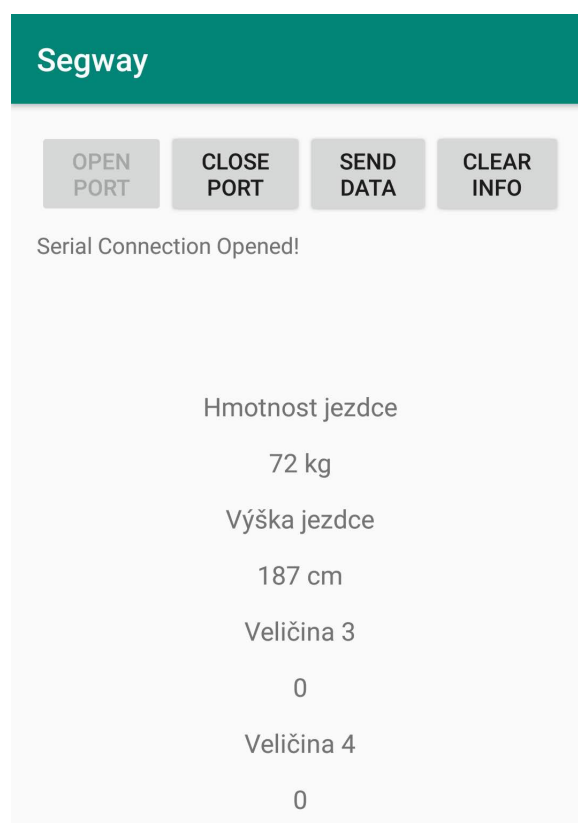 Segway
OPEN PORT
CLOSE PORT
SEND DATA
CLEAR INFO
Serial Connection Opened!
Hmotnost jezdce
72 kg
Výška jezdce
187 cm
Veličina 3
0
Veličina 4
0